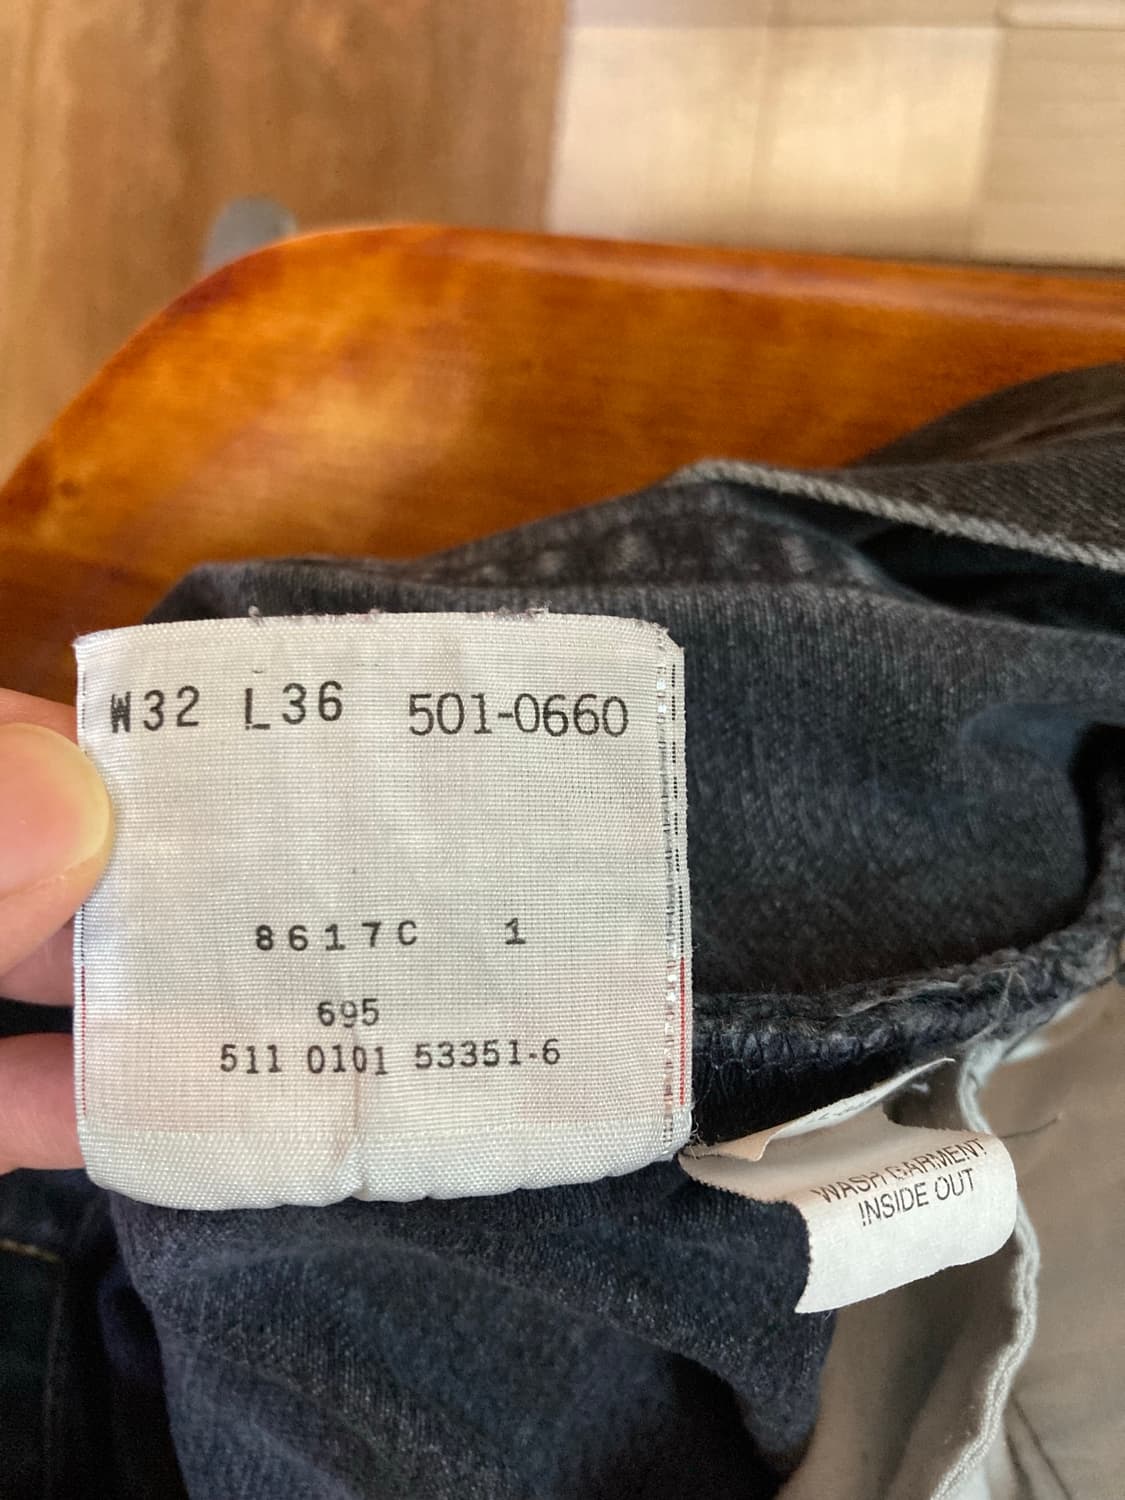 W32 L36 501-0660
8617C 1
695
511 0101 53351-6
WASH GARMENT
INSIDE OUT